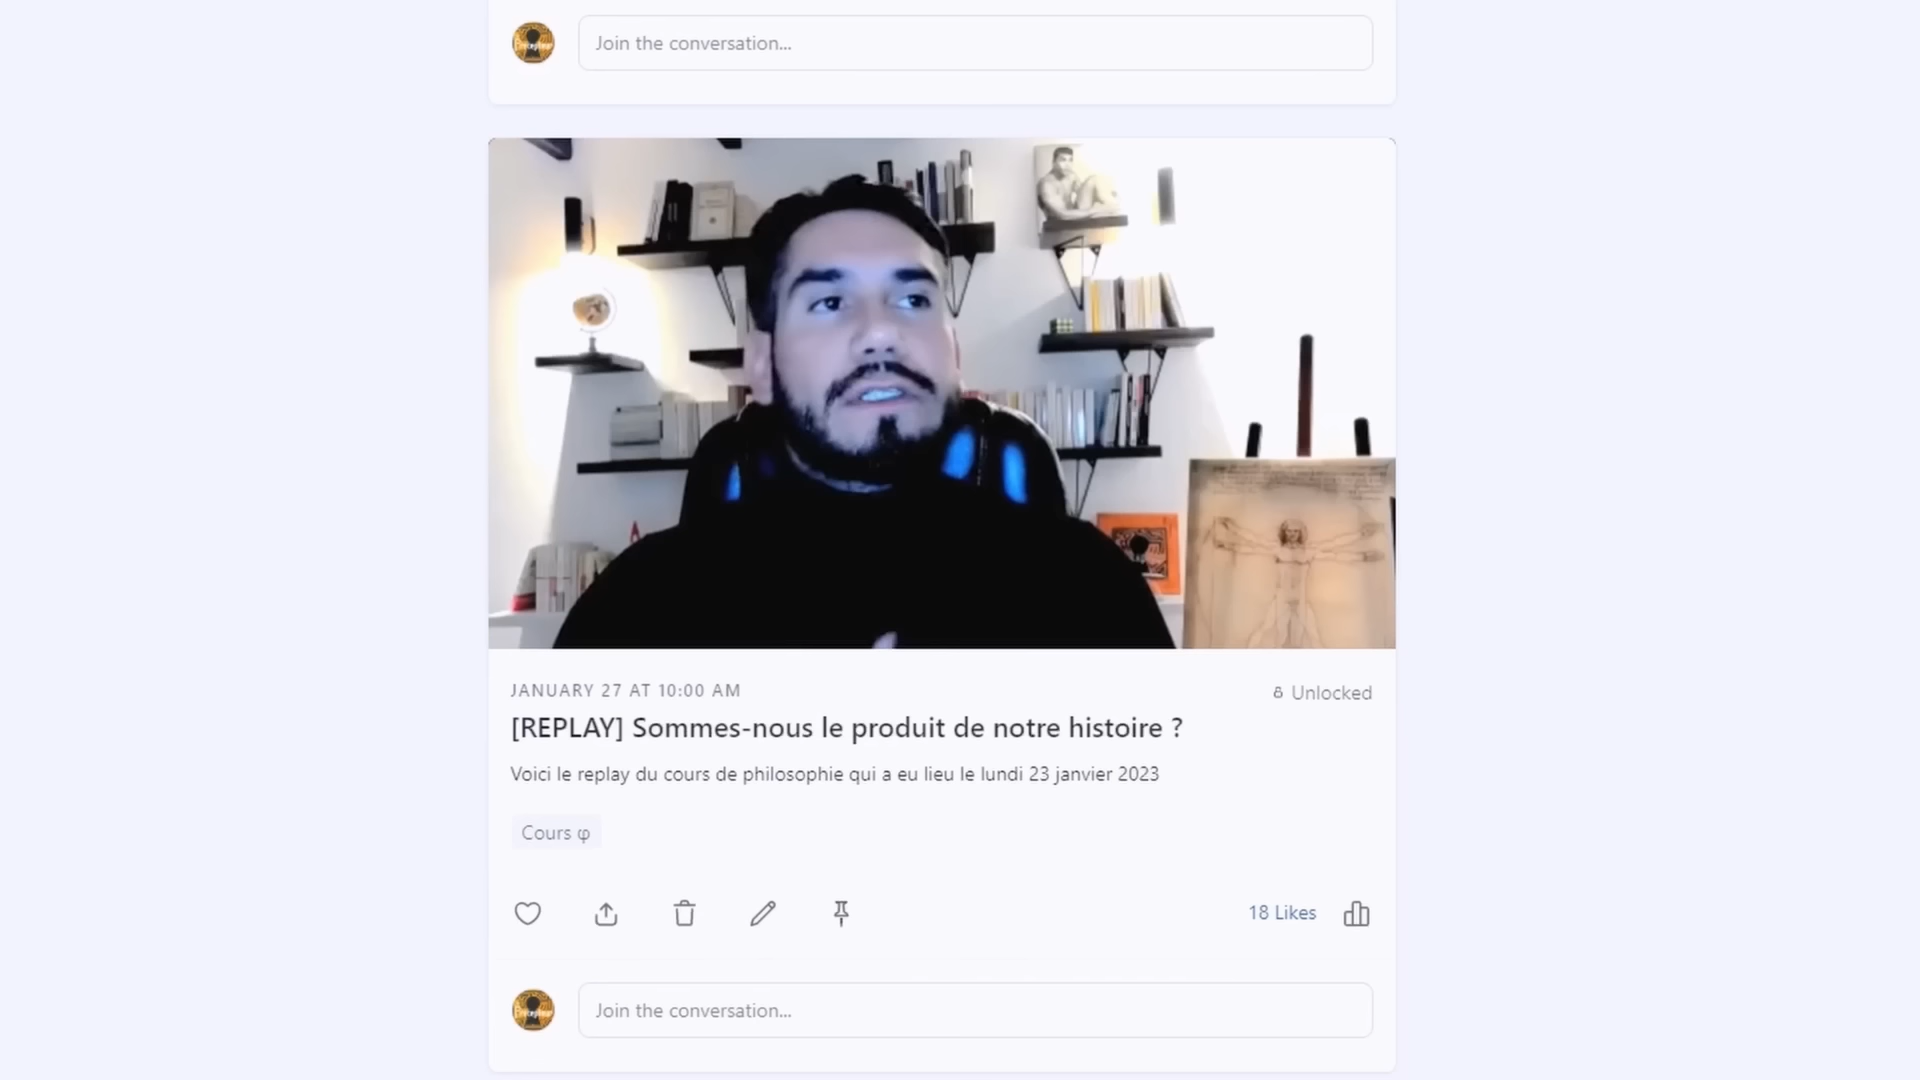 Join the conversation...
JANUARY 27 AT 10:00 AM
Unlocked
[REPLAY] Sommes-nous le produit de notre histoire ?
Voici le replay du cours de philosophie qui a eu lieu le lundi 23 janvier 2023
Cours φ
18 Likes
Join the conversation...